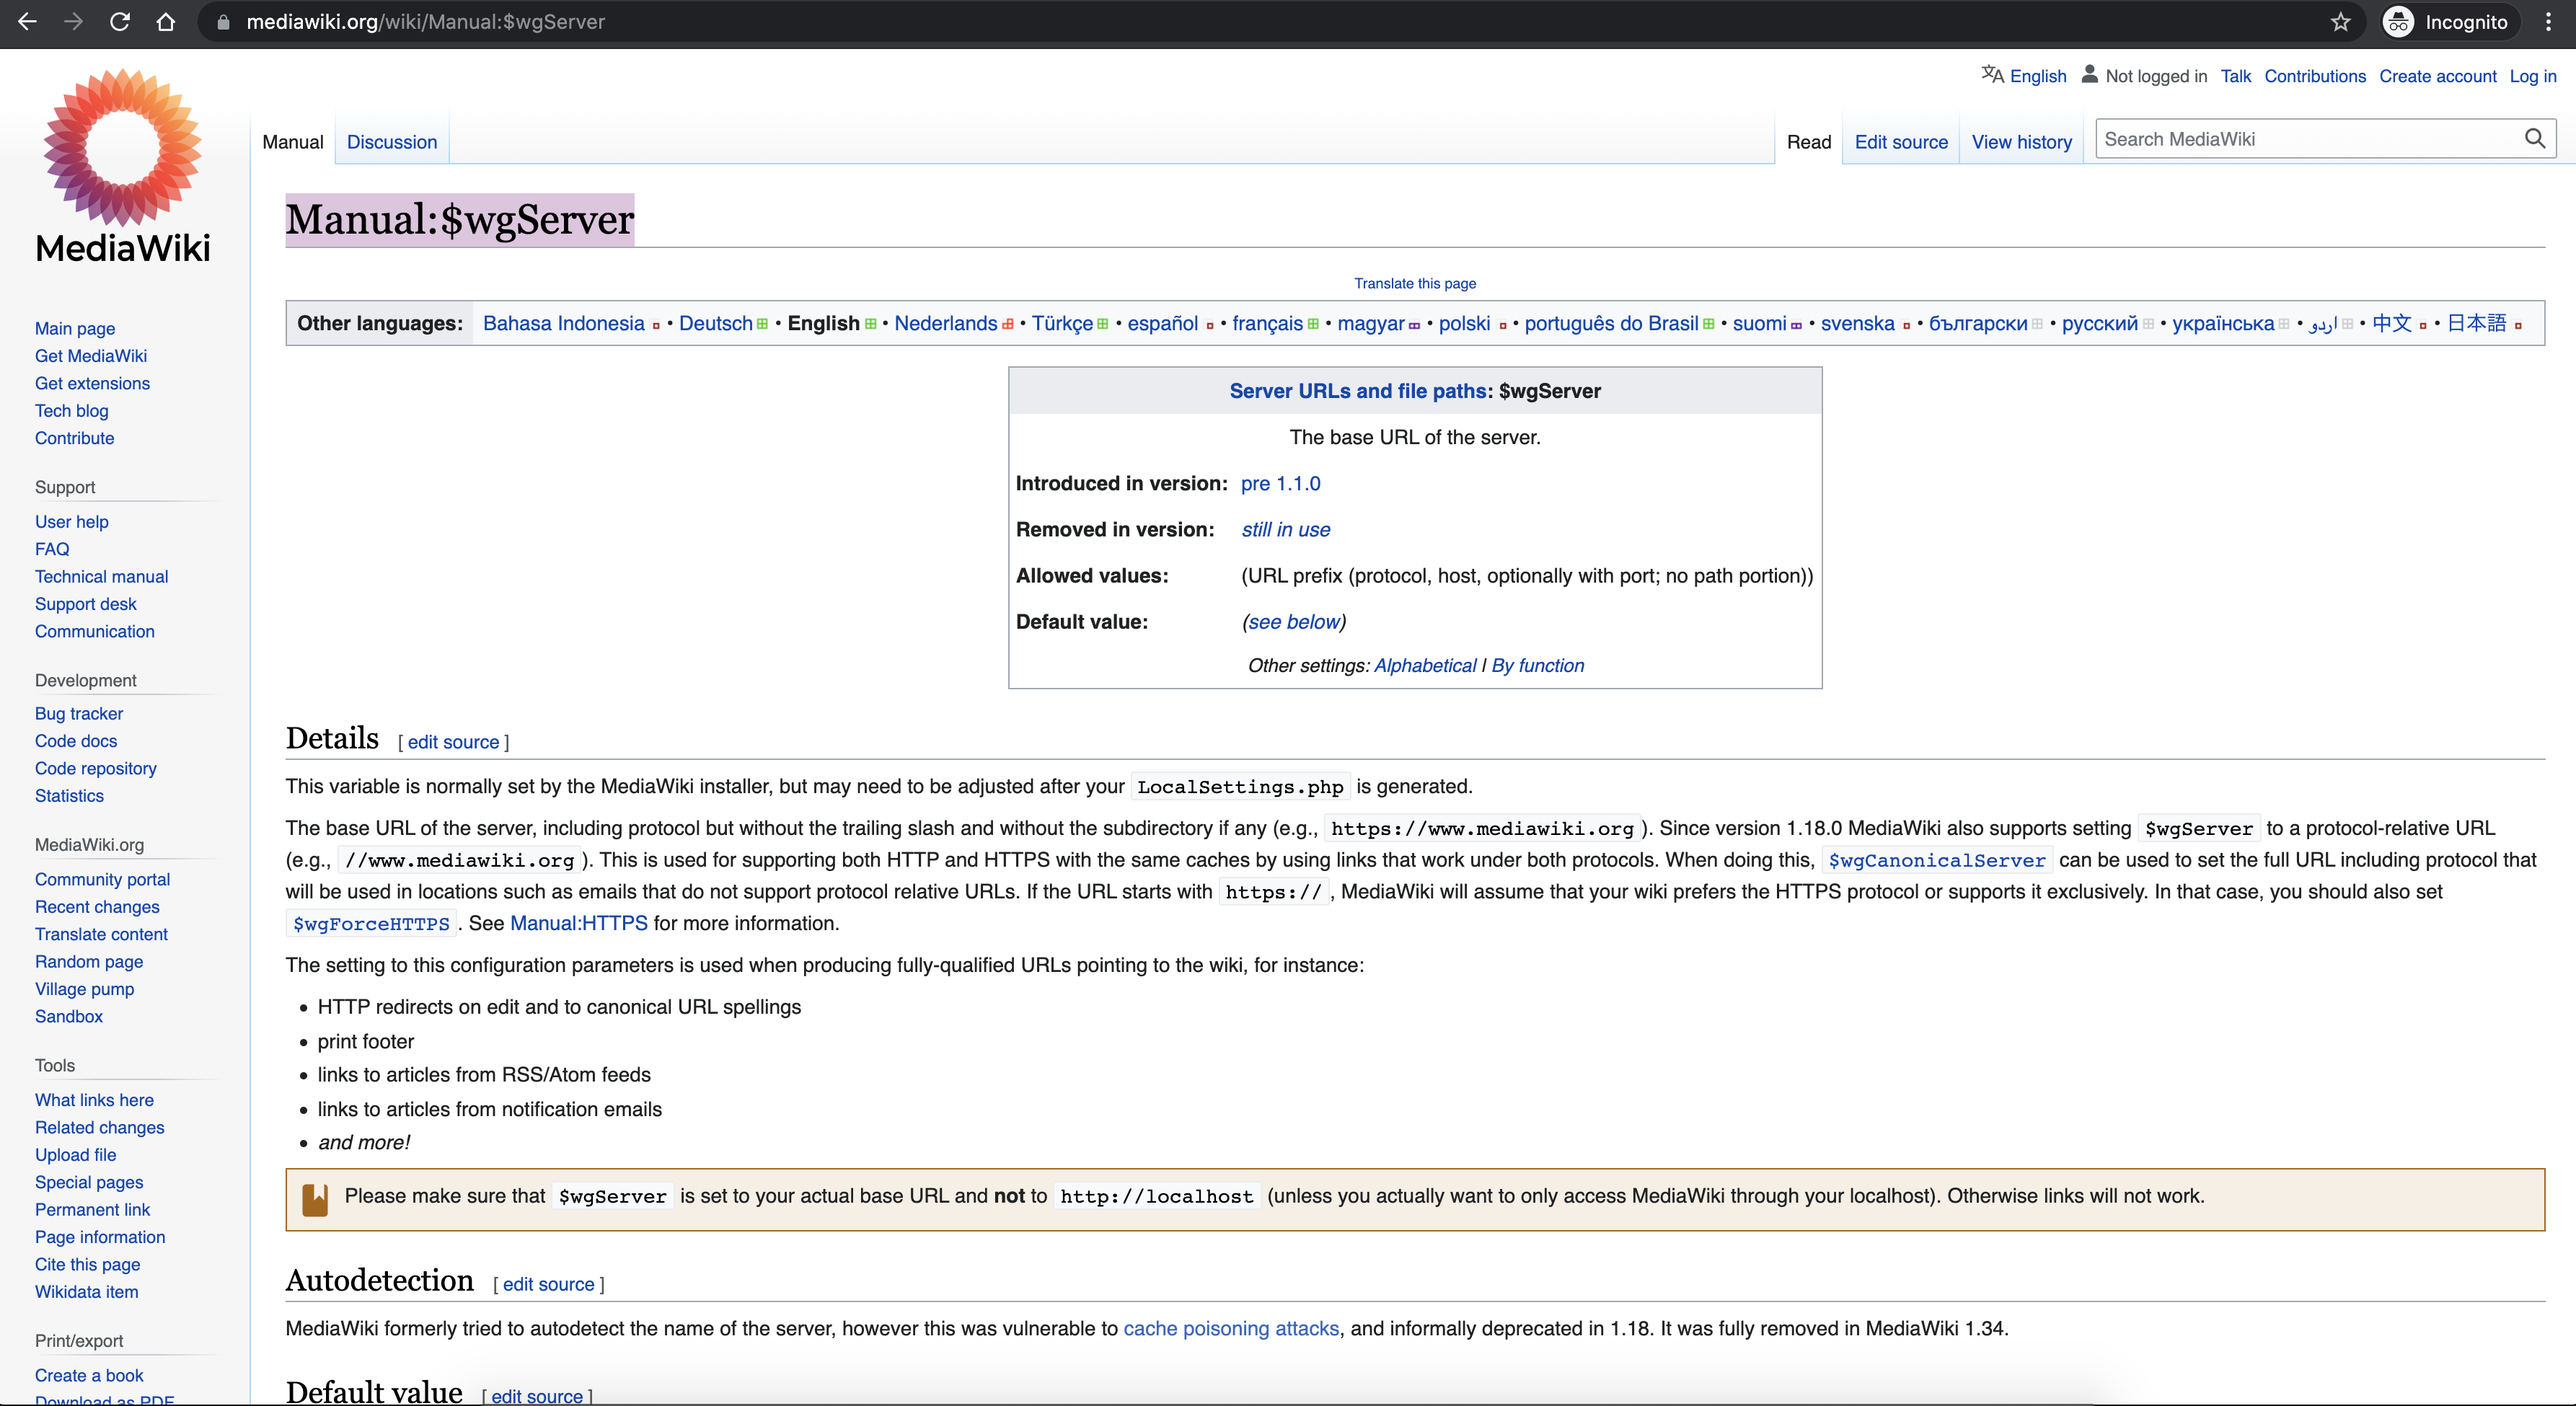 mediawiki.org/wiki/Manual:$wgServer
Incognito
English Not logged in Talk Contributions Create account Log in
Manual Discussion Read Edit source View history Search MediaWiki
MediaWiki
Main page
Get MediaWiki
Get extensions
Tech blog
Contribute
Support
User help
FAQ
Technical manual
Support desk
Communication
Development
Bug tracker
Code docs
Code repository
Statistics
MediaWiki.org
Community portal
Recent changes
Translate content
Random page
Village pump
Sandbox
Tools
What links here
Related changes
Upload file
Special pages
Permanent link
Page information
Cite this page
Wikidata item
Print/export
Create a book
Download as PDF
Manual:$wgServer
Translate this page
Other languages: Bahasa Indonesia • Deutsch • English • Nederlands • Türkçe • español • français • magyar • polski • português do Brasil • suomi • svenska • български • русский • українська • اردو • 中文 • 日本語
Server URLs and file paths: $wgServer
The base URL of the server.
Introduced in version: pre 1.1.0
Removed in version: still in use
Allowed values: (URL prefix (protocol, host, optionally with port; no path portion))
Default value: (see below)
Other settings: Alphabetical | By function
Details [ edit source ]
This variable is normally set by the MediaWiki installer, but may need to be adjusted after your LocalSettings.php is generated.
The base URL of the server, including protocol but without the trailing slash and without the subdirectory if any (e.g., https://www.mediawiki.org ). Since version 1.18.0 MediaWiki also supports setting $wgServer to a protocol-relative URL
(e.g., //www.mediawiki.org ). This is used for supporting both HTTP and HTTPS with the same caches by using links that work under both protocols. When doing this, $wgCanonicalServer can be used to set the full URL including protocol that
will be used in locations such as emails that do not support protocol relative URLs. If the URL starts with https:// , MediaWiki will assume that your wiki prefers the HTTPS protocol or supports it exclusively. In that case, you should also set
$wgForceHTTPS . See Manual:HTTPS for more information.
The setting to this configuration parameters is used when producing fully-qualified URLs pointing to the wiki, for instance:
• HTTP redirects on edit and to canonical URL spellings
• print footer
• links to articles from RSS/Atom feeds
• links to articles from notification emails
• and more!
Please make sure that $wgServer is set to your actual base URL and not to http://localhost (unless you actually want to only access MediaWiki through your localhost). Otherwise links will not work.
Autodetection [ edit source ]
MediaWiki formerly tried to autodetect the name of the server, however this was vulnerable to cache poisoning attacks, and informally deprecated in 1.18. It was fully removed in MediaWiki 1.34.
Default value [ edit source ]